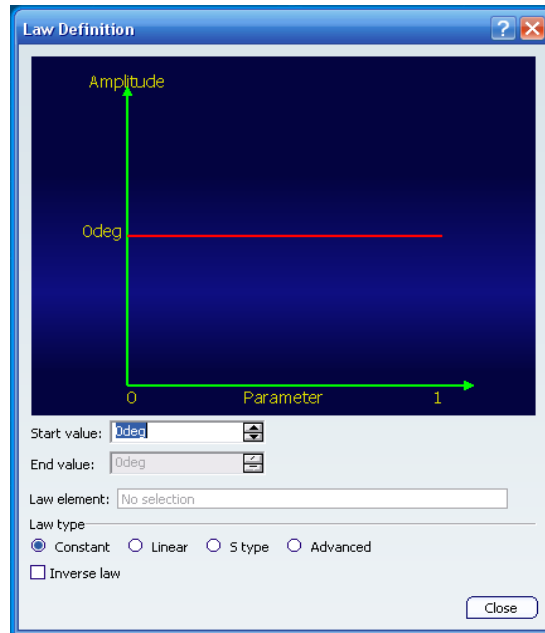 Law Definition
Amplitude
0deg
0 Parameter 1
Start value: 0deg
End value: 0deg
Law element: No selection
Law type
Constant Linear S type Advanced
Inverse law
Close